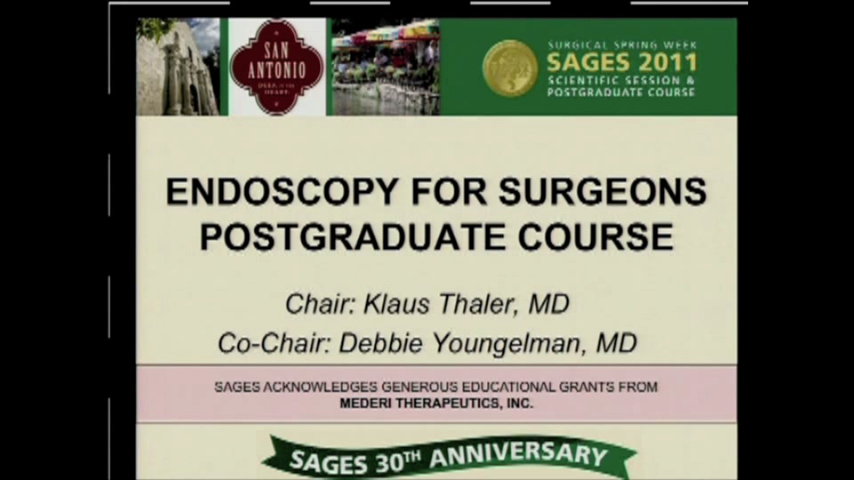 SAN
ANTONIO
SURGICAL SPRING WEEK
SAGES 2011
SCIENTIFIC SESSION &
POSTGRADUATE COURSE
ENDOSCOPY FOR SURGEONS
POSTGRADUATE COURSE
Chair: Klaus Thaler, MD
Co-Chair: Debbie Youngelman, MD
SAGES ACKNOWLEDGES GENEROUS EDUCATIONAL GRANTS FROM
MEDERI THERAPEUTICS, INC.
SAGES 30TH ANNIVERSARY